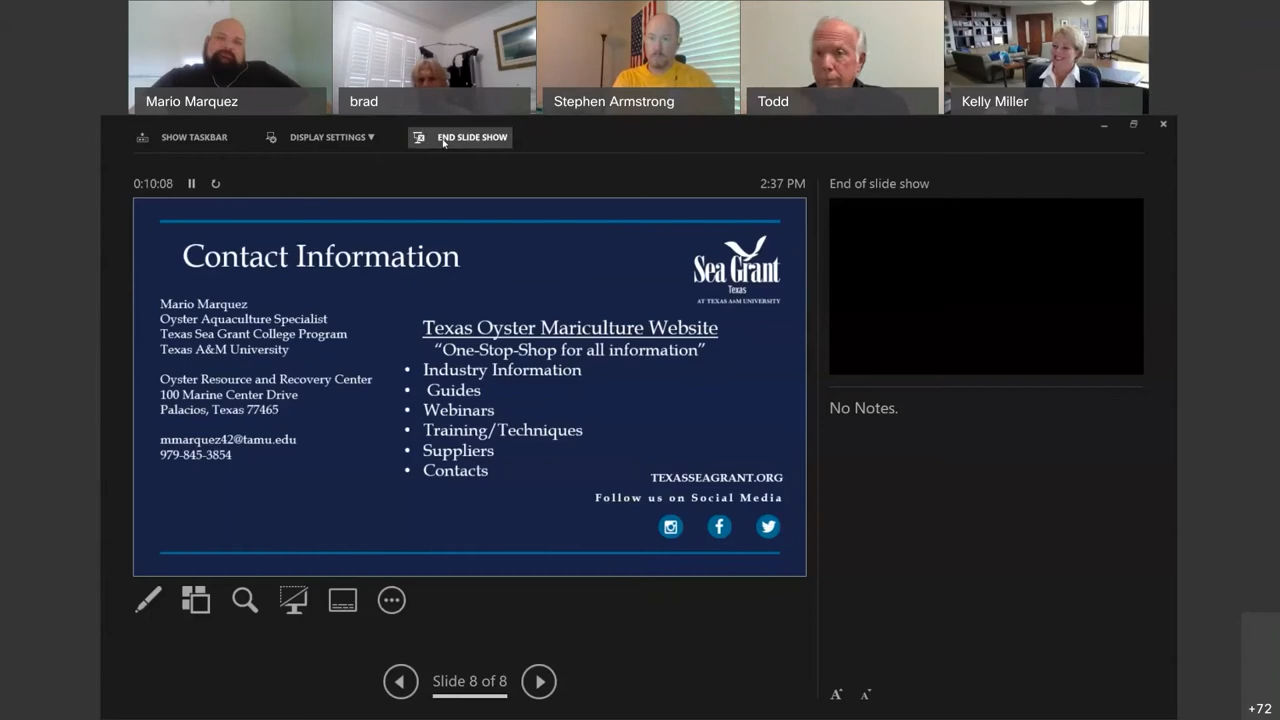 Mario Marquez
brad
Stephen Armstrong
Todd
Kelly Miller
SHOW TASKBAR
DISPLAY SETTINGS ▼
END SLIDE SHOW
0:10:08
2:37 PM
End of slide show
Contact Information
Sea Grant
Texas
AT TEXAS A&M UNIVERSITY
Mario Marquez
Oyster Aquaculture Specialist
Texas Sea Grant College Program
Texas A&M University
Oyster Resource and Recovery Center
100 Marine Center Drive
Palacios, Texas 77465
mmarquez42@tamu.edu
979-845-3854
Texas Oyster Mariculture Website
“One-Stop-Shop for all information”
• Industry Information
• Guides
• Webinars
• Training/Techniques
• Suppliers
• Contacts
TEXASSEAGRANT.ORG
Follow us on Social Media
No Notes.
Slide 8 of 8
A A
+72